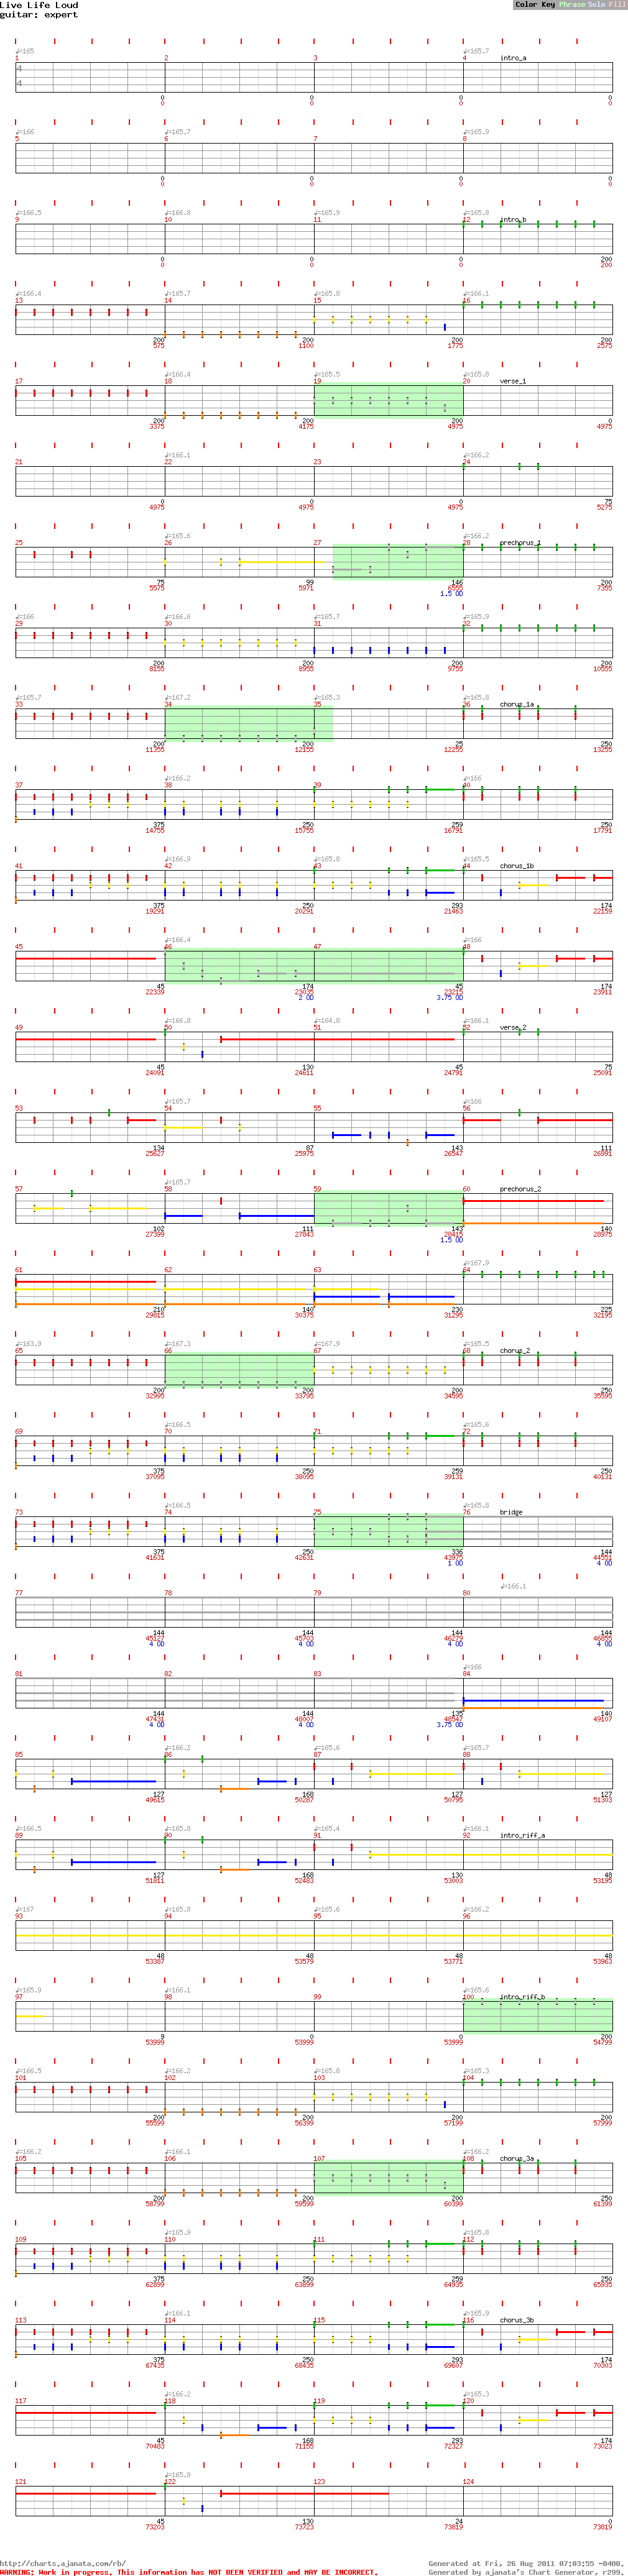 Live Life Loud
guitar: expert
Color Key Phrase Solo Fill
♩=165 ♩=165.7
1 2 3 4 intro_a
4
4
0 0 0 0
0 0 0 0
♩=166 ♩=165.7 ♩=165.9
5 6 7 8
0 0 0 0
0 0 0 0
♩=166.5 ♩=166.8 ♩=165.9 ♩=165.8
9 10 11 12 intro_b
0 0 0 200
0 0 0 200
♩=166.4 ♩=165.7 ♩=165.8 ♩=166.1
13 14 15 16
200 200 200 200
575 1100 1775 2575
♩=166.4 ♩=165.5 ♩=165.8
17 18 19 20 verse_1
200 200 200 0
3375 4175 4975 4975
♩=166.1 ♩=166.2
21 22 23 24
0 0 0 75
4975 4975 4975 5275
♩=165.6 ♩=166.2
25 26 27 28 prechorus_1
75 99 146 200
5575 5971 6555 7355
1.5 OD
♩=166 ♩=166.6 ♩=165.7 ♩=165.9
29 30 31 32
200 200 200 200
8155 8955 9755 10555
♩=165.7 ♩=167.2 ♩=165.3 ♩=165.8
33 34 35 36 chorus_1a
200 200 25 250
11355 12155 12255 13255
♩=166.2 ♩=166
37 38 39 40
375 250 259 250
14755 15755 16791 17791
♩=166.9 ♩=165.8 ♩=165.5
41 42 43 44 chorus_1b
375 250 293 174
19291 20291 21463 22159
♩=166.4 ♩=166
45 46 47 48
45 174 45 174
22339 23035 23215 23911
2 OD 3.75 OD
♩=166.8 ♩=164.8 ♩=166.1
49 50 51 52 verse_2
45 130 45 75
24091 24611 24791 25091
♩=165.7 ♩=166
53 54 55 56
134 87 143 111
25627 25975 26547 26991
♩=165.7
57 58 59 60 prechorus_2
102 111 143 140
27399 27843 28415 28975
1.5 OD
♩=167.9
61 62 63 64
210 140 230 225
29815 30375 31295 32195
♩=163.9 ♩=167.3 ♩=167.9 ♩=165.5
65 66 67 68 chorus_2
200 200 200 250
32995 33795 34595 35595
♩=166.5 ♩=165.6
69 70 71 72
375 250 259 250
37095 38095 39131 40131
♩=166.5 ♩=165.8
73 74 75 76 bridge
375 250 336 144
41631 42631 43975 44551
1 OD 4 OD
♩=166.1
77 78 79 80
144 144 144 144
45127 45703 46279 46855
4 OD 4 OD 4 OD 4 OD
♩=166
81 82 83 84
144 144 135 140
47431 48007 48547 49107
4 OD 4 OD 3.75 OD
♩=166.2 ♩=165.6 ♩=165.7
85 86 87 88
127 168 127 127
49615 50287 50795 51303
♩=166.5 ♩=165.8 ♩=165.4 ♩=166.1
89 90 91 92 intro_riff_a
127 168 130 48
51811 52483 53003 53195
♩=167 ♩=165.8 ♩=165.6 ♩=166.2
93 94 95 96
48 48 48 48
53387 53579 53771 53963
♩=165.9 ♩=166.1 ♩=165.6
97 98 99 100 intro_riff_b
9 0 0 200
53999 53999 53999 54799
♩=166.5 ♩=166.2 ♩=165.8 ♩=165.3
101 102 103 104
200 200 200 200
55599 56399 57199 57999
♩=166.2 ♩=166.1 ♩=166.2
105 106 107 108 chorus_3a
200 200 200 250
58799 59599 60399 61399
♩=165.9 ♩=165.8
109 110 111 112
375 250 259 250
62899 63899 64935 65935
♩=166.1 ♩=165.9
113 114 115 116 chorus_3b
375 250 293 174
67435 68435 69607 70303
♩=166.2 ♩=165.3
117 118 119 120
45 168 293 174
70483 71155 72327 73023
♩=165.8
121 122 123 124
45 130 24 0
73203 73723 73819 73819
http://charts.ajanata.com/rb/
Generated at Fri, 26 Aug 2011 07:03:55 -0400.
WARNING: Work in progress. This information has NOT BEEN VERIFIED and MAY BE INCORRECT.
Generated by ajanata's Chart Generator, r299.